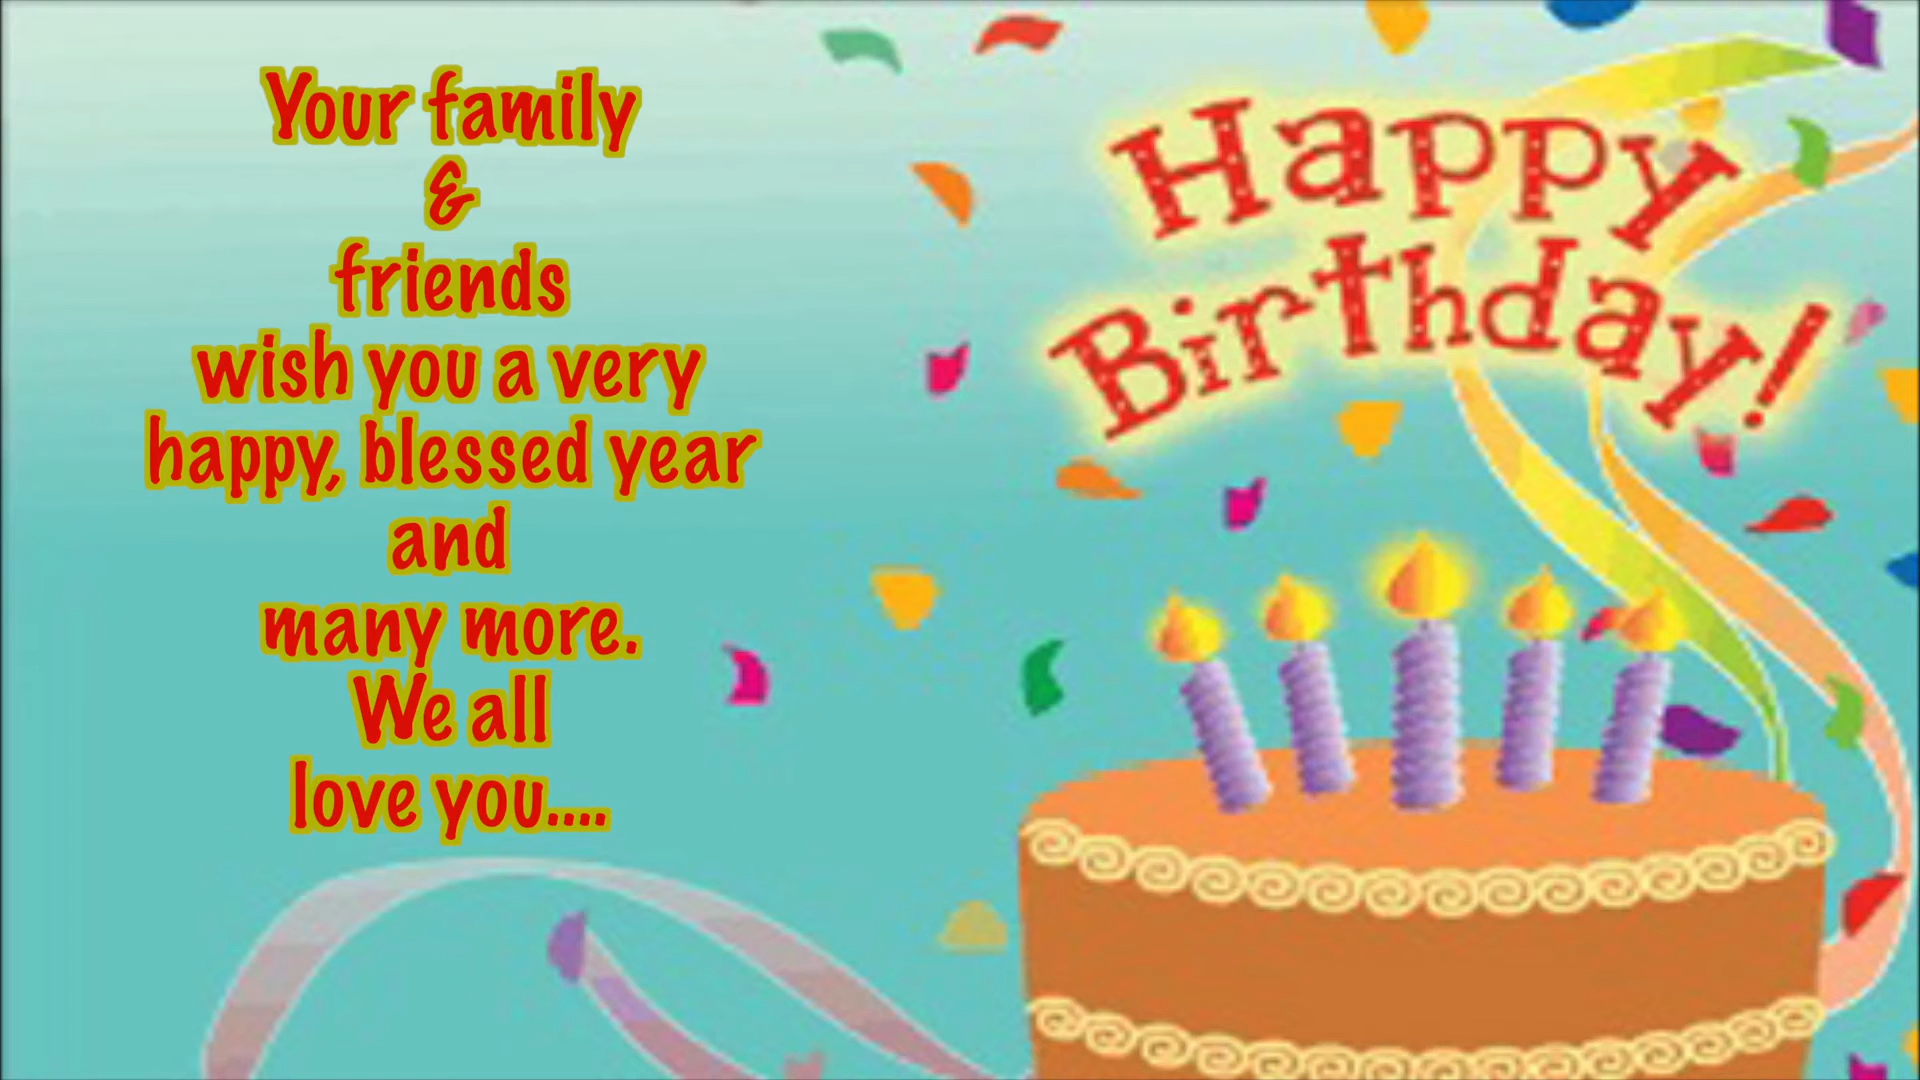 Your family
&
friends
wish you a very
happy, blessed year
and
many more.
We all
love you....
Happy
Birthday!